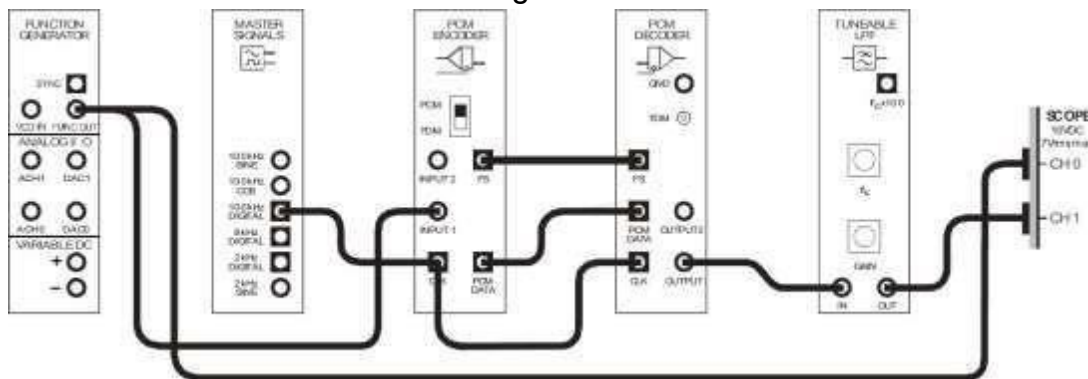 FUNCTION
GENERATOR
SYNC
VCO IN
FUNC OUT
ANALOG I/O
ACH1
DAC1
ACH0
DAC0
VARIABLE DC
+
−
MASTER
SIGNALS
100kHz
SINE
100kHz
COS
100kHz
DIGITAL
8kHz
DIGITAL
2kHz
DIGITAL
2kHz
SINE
PCM
ENCODER
PCM
TDM
INPUT 2
FS
INPUT 1
CLK
PCM
DATA
PCM
DECODER
GND
TDM
FS
PCM
DATA
OUTPUT2
CLK
OUTPUT
TUNEABLE
LPF
fC x100
fC
GAIN
IN
OUT
SCOPE
CH 0
CH 1